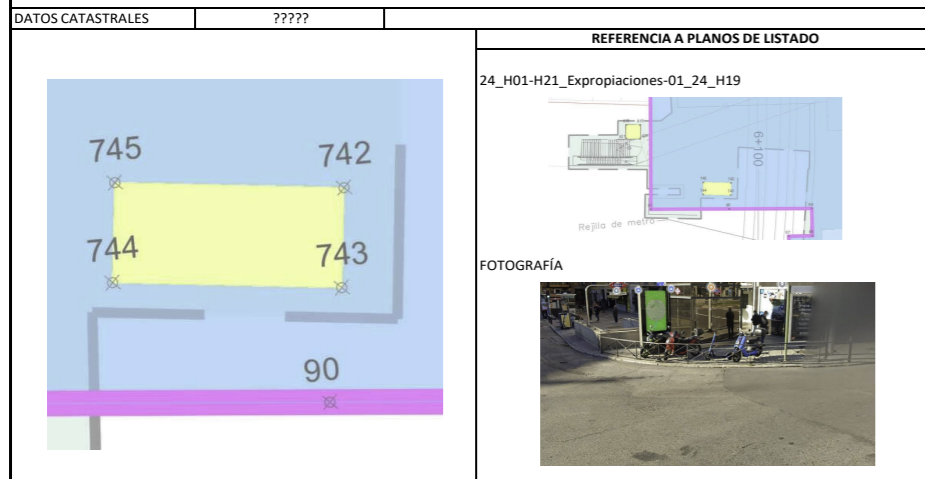 DATOS CATASTRALES ?????
REFERENCIA A PLANOS DE LISTADO
24_H01-H21_Expropiaciones-01_24_H19
745
742
744
743
90
6+100
Rejilla de metro
FOTOGRAFÍA